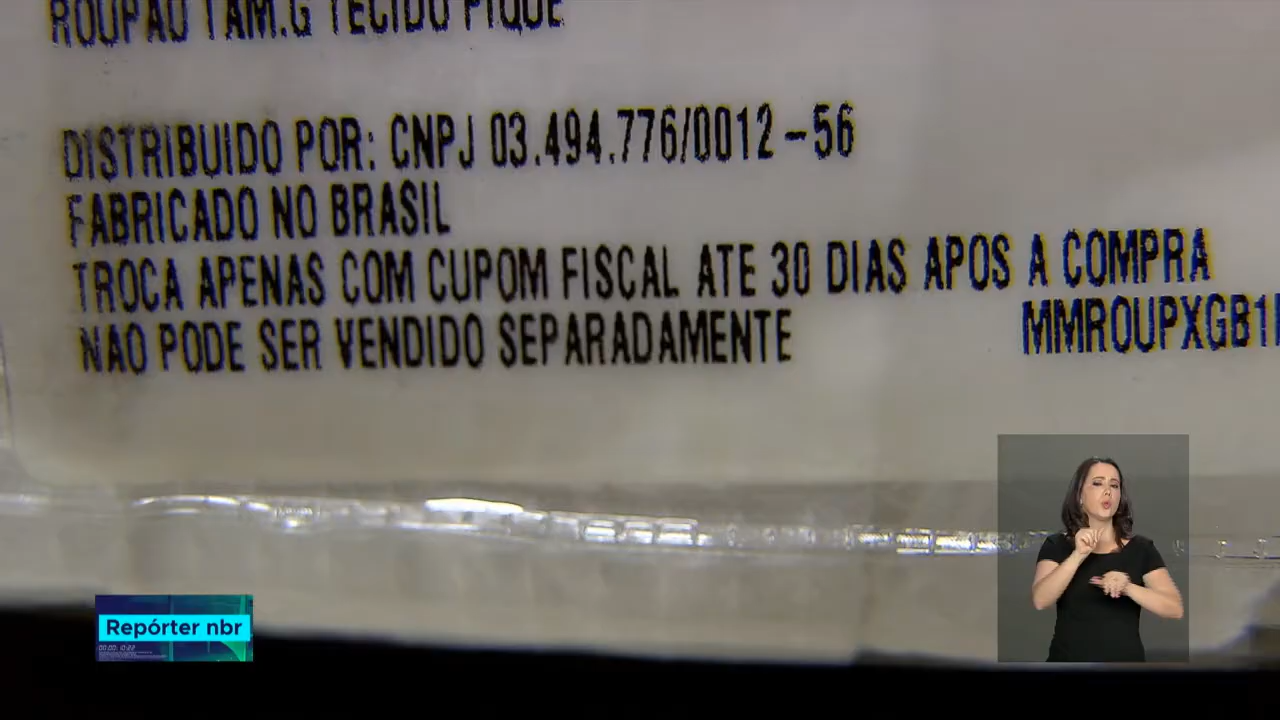 ROUPAO TAM.G TECIDO PIQUE
DISTRIBUIDO POR: CNPJ 03.494.776/0012-56
FABRICADO NO BRASIL
TROCA APENAS COM CUPOM FISCAL ATE 30 DIAS APOS A COMPRA
NAO PODE SER VENDIDO SEPARADAMENTE
MMROUPXGB1
Repórter nbr